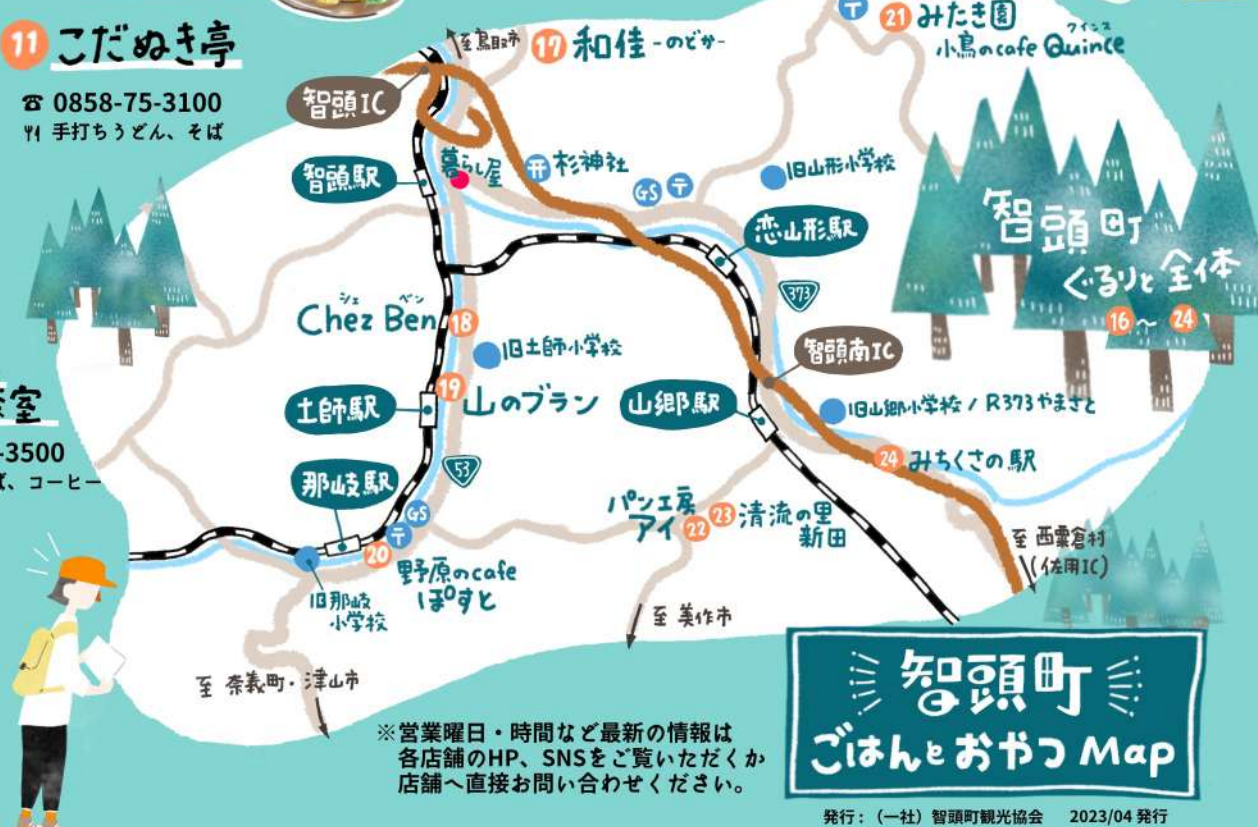 11 こだぬき亭
☎ 0858-75-3100
手打ちうどん、そば
至 鳥取市
17 和佳 -のどか-
〒
21 みたき園
小鳥のcafe Quince
クインス
智頭IC
智頭駅
暮らし屋
杉神社
GS 〒
旧山形小学校
恋山形駅
373
智頭町
ぐるりと全体
16～24
シェ ベン
Chez Ben 18
旧土師小学校
智頭南IC
土師駅
19 山のブラン
山郷駅
旧山郷小学校 / R373やまさと
24 みちくさの駅
室
-3500
、コーヒー
那岐駅
53
GS
〒
パン工房
アイ 22
23 清流の里
新田
20 野原のcafe
ぽすと
旧那岐
小学校
至 西粟倉村
(佐用IC)
至 美作市
至 奈義町・津山市
※営業曜日・時間など最新の情報は
各店舗のHP、SNSをご覧いただくか
店舗へ直接お問い合わせください。
智頭町
ごはんとおやつ Map
発行：（一社）智頭町観光協会 2023/04 発行